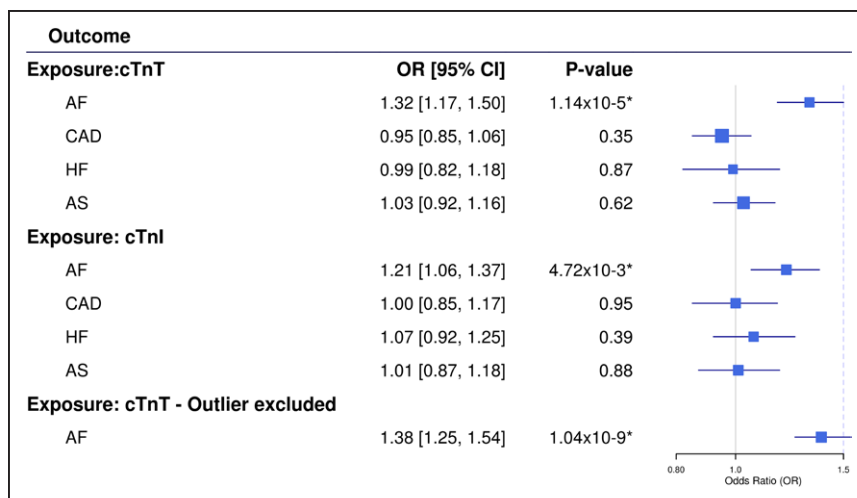 Outcome
Exposure:cTnT OR [95% CI] P-value
AF 1.32 [1.17, 1.50] 1.14x10-5*
CAD 0.95 [0.85, 1.06] 0.35
HF 0.99 [0.82, 1.18] 0.87
AS 1.03 [0.92, 1.16] 0.62
Exposure: cTnI
AF 1.21 [1.06, 1.37] 4.72x10-3*
CAD 1.00 [0.85, 1.17] 0.95
HF 1.07 [0.92, 1.25] 0.39
AS 1.01 [0.87, 1.18] 0.88
Exposure: cTnT - Outlier excluded
AF 1.38 [1.25, 1.54] 1.04x10-9*
0.80 1.0 1.5
Odds Ratio (OR)